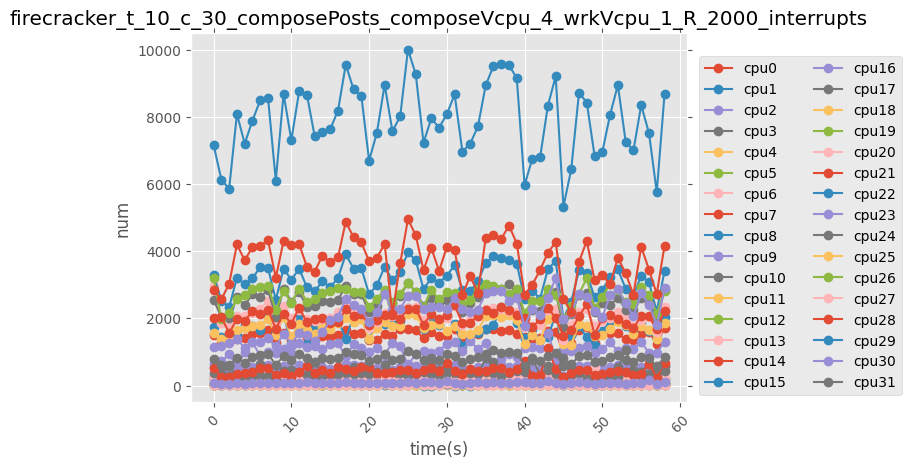 firecracker_t_10_c_30_composePosts_composeVcpu_4_wrkVcpu_1_R_2000_interrupts
10000
8000
6000
4000
2000
0
num
0
10
20
30
40
50
60
time(s)
cpu0
cpu1
cpu2
cpu3
cpu4
cpu5
cpu6
cpu7
cpu8
cpu9
cpu10
cpu11
cpu12
cpu13
cpu14
cpu15
cpu16
cpu17
cpu18
cpu19
cpu20
cpu21
cpu22
cpu23
cpu24
cpu25
cpu26
cpu27
cpu28
cpu29
cpu30
cpu31